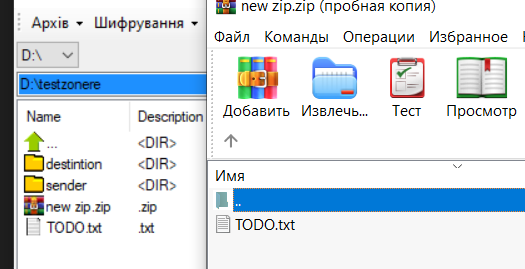 Архів ▾ Шифрування ▾
D:\
D:\testzonere
Name Description
... <DIR>
destintion <DIR>
sender <DIR>
new zip.zip .zip
TODO.txt .txt
new zip.zip (пробная копия)
Файл Команды Операции Избранное
Добавить Извлечь... Тест Просмотр
Имя
..
TODO.txt